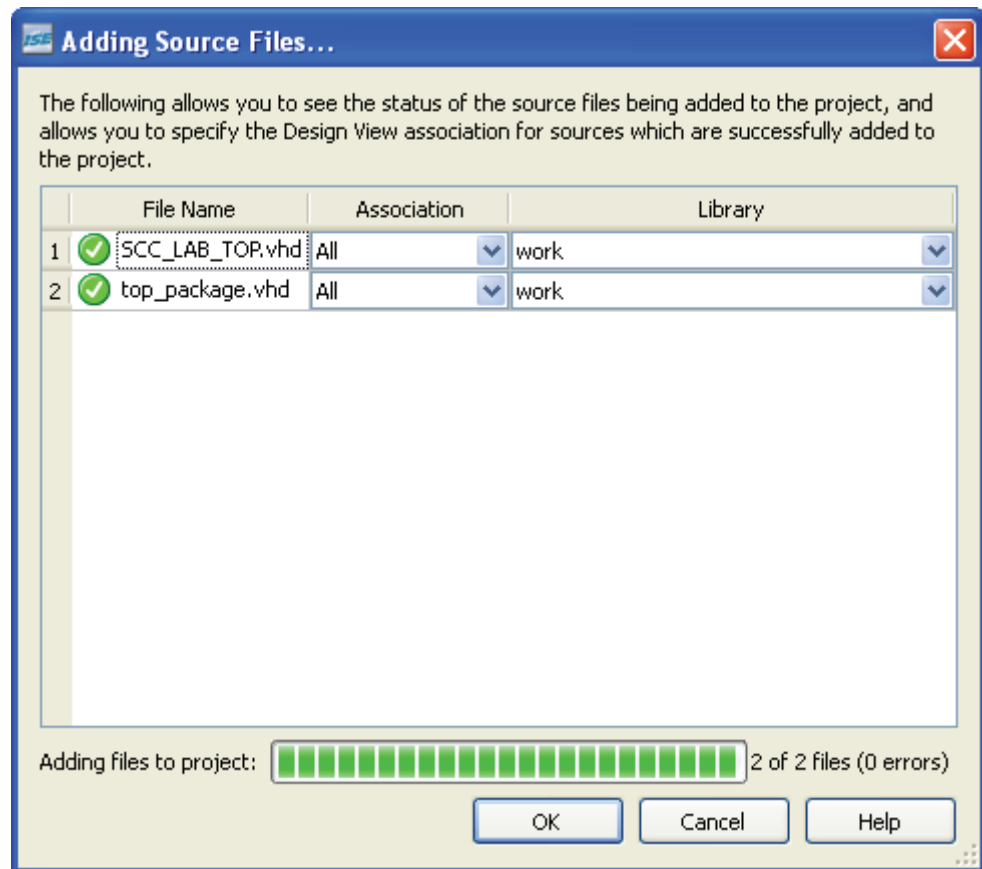 ISE Adding Source Files...
The following allows you to see the status of the source files being added to the project, and
allows you to specify the Design View association for sources which are successfully added to
the project.
File Name Association Library
1 SCC_LAB_TOP.vhd All work
2 top_package.vhd All work
Adding files to project: 2 of 2 files (0 errors)
OK Cancel Help